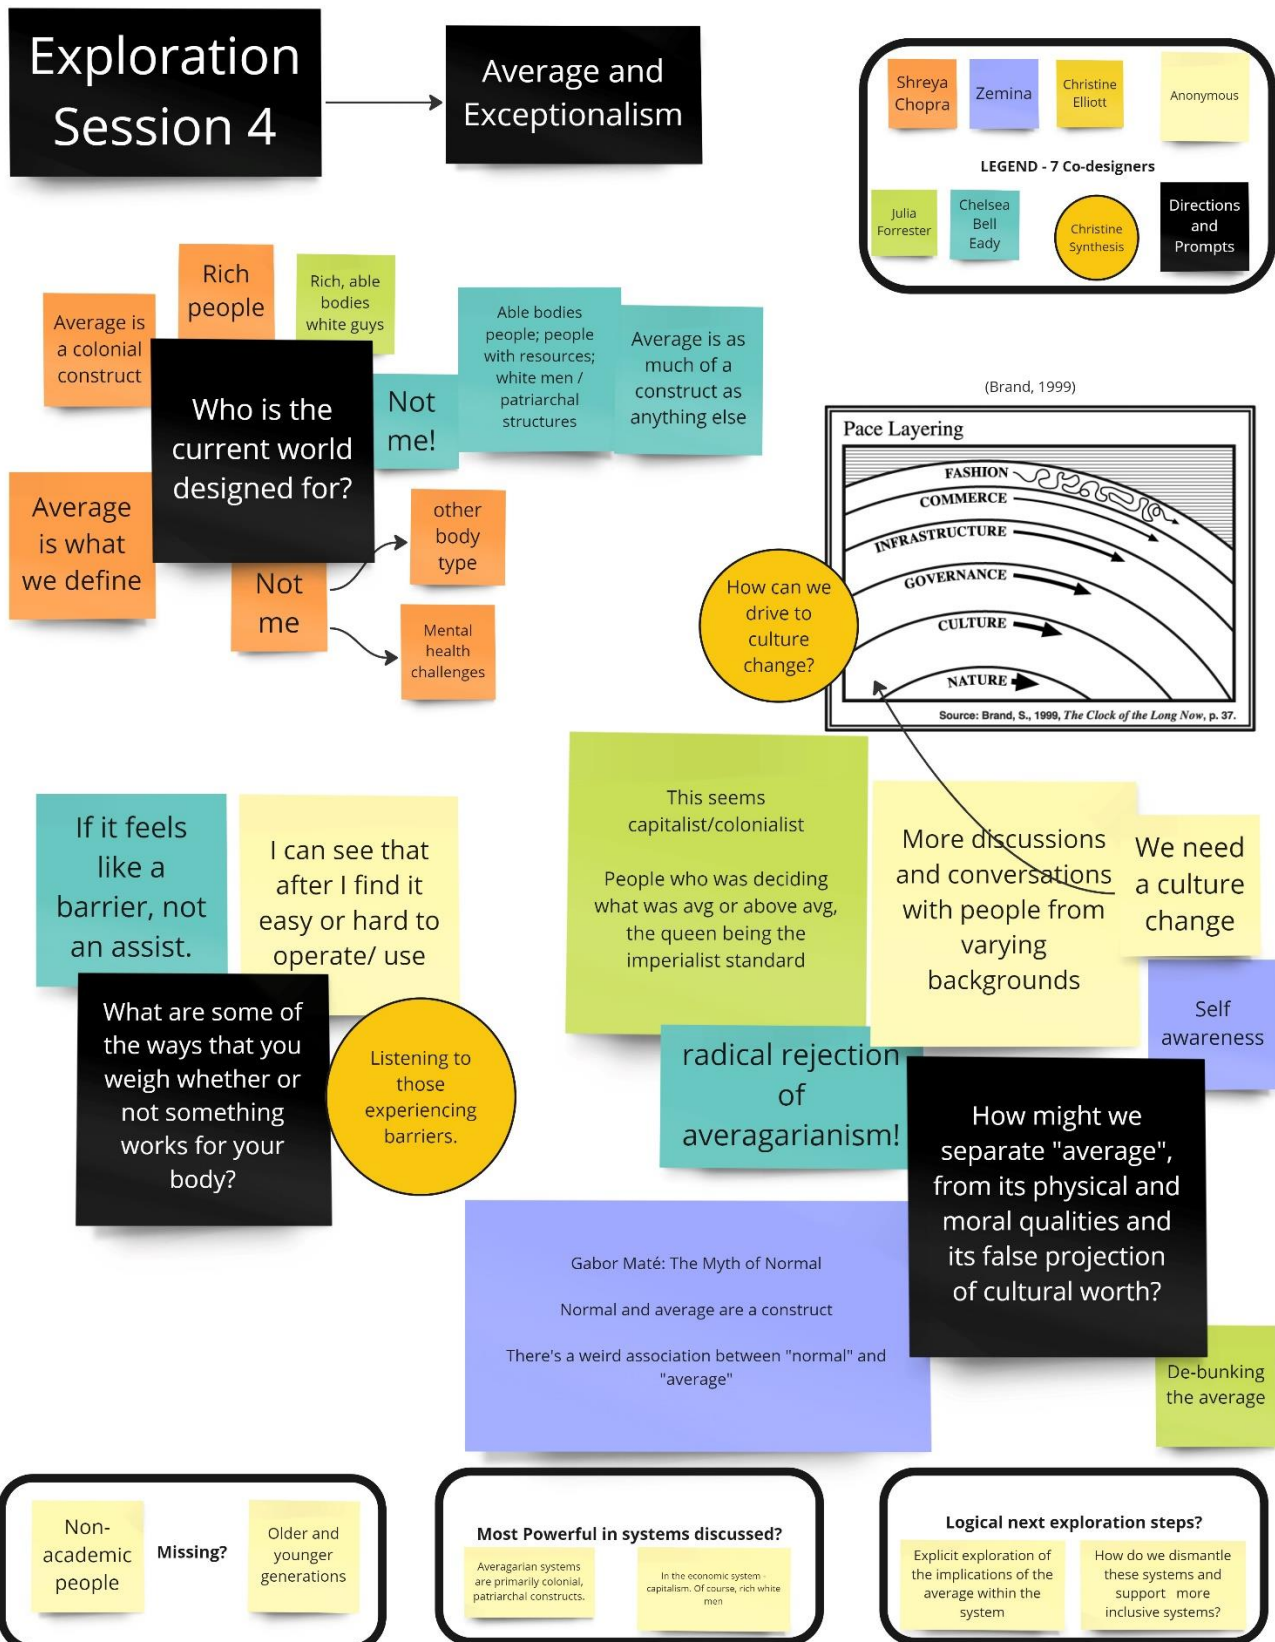 Exploration
Session 4
Average and
Exceptionalism
Shreya
Chopra
Zemina
Christine
Elliott
Anonymous
LEGEND - 7 Co-designers
Julia
Forrester
Chelsea
Bell
Eady
Christine
Synthesis
Directions
and
Prompts
Average is
a colonial
construct
Rich
people
Rich, able
bodies
white guys
Who is the
current world
designed for?
Not
me!
Able bodies
people; people
with resources;
white men /
patriarchal
structures
Average is as
much of a
construct as
anything else
Average
is what
we define
Not
me
other
body
type
Mental
health
challenges
(Brand, 1999)
Pace Layering
FASHION
COMMERCE
INFRASTRUCTURE
GOVERNANCE
CULTURE
NATURE
Source: Brand, S., 1999, The Clock of the Long Now, p. 37.
How can we
drive to
culture
change?
If it feels
like a
barrier, not
an assist.
I can see that
after I find it
easy or hard to
operate/ use
What are some of
the ways that you
weigh whether or
not something
works for your
body?
Listening to
those
experiencing
barriers.
This seems
capitalist/colonialist
People who was deciding
what was avg or above avg,
the queen being the
imperialist standard
More discussions
and conversations
with people from
varying
backgrounds
We need
a culture
change
Self
awareness
radical rejection
of
averagarianism!
How might we
separate "average",
from its physical and
moral qualities and
its false projection
of cultural worth?
Gabor Maté: The Myth of Normal
Normal and average are a construct
There's a weird association between "normal" and
"average"
De-bunking
the average
Non-
academic
people
Missing?
Older and
younger
generations
Most Powerful in systems discussed?
Averagarian systems
are primarily colonial,
patriarchal constructs.
In the economic system -
capitalism. Of course, rich white
men
Logical next exploration steps?
Explicit exploration of
the implications of the
average within the
system
How do we dismantle
these systems and
support more
inclusive systems?